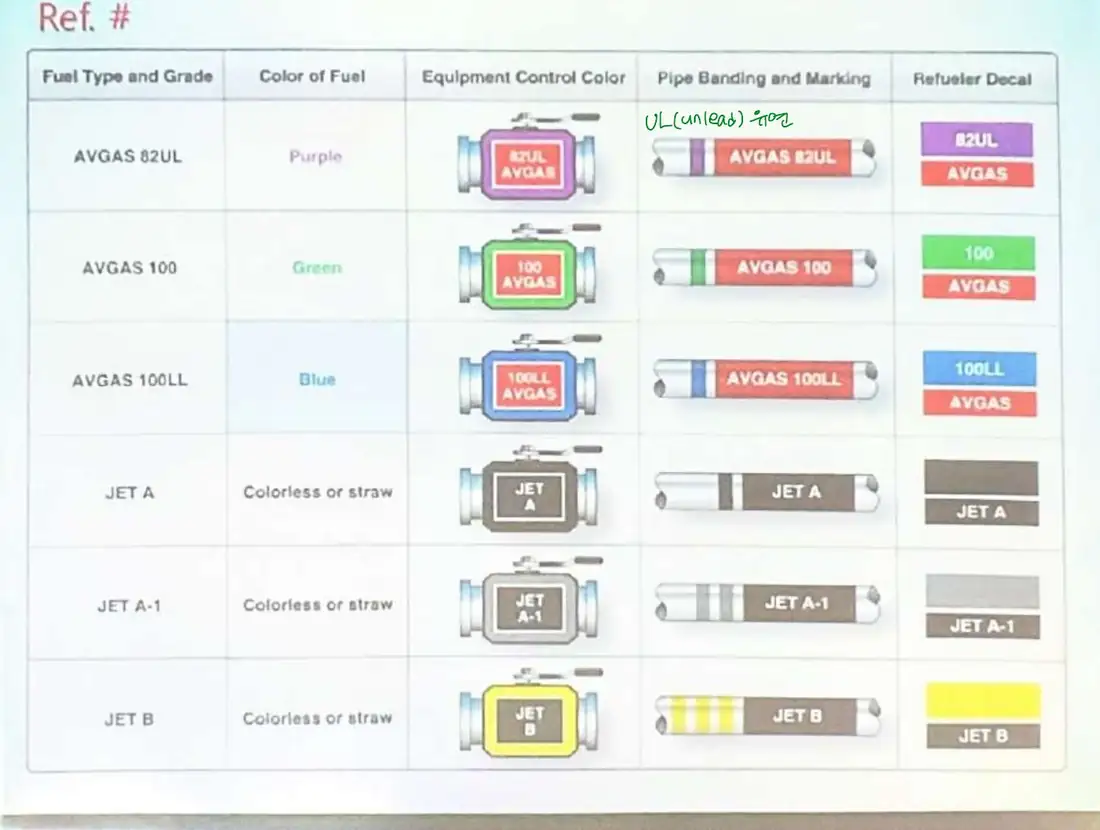 Ref. #
Fuel Type and Grade Color of Fuel Equipment Control Color Pipe Banding and Marking Refueler Decal
UL(unlead) 유연
AVGAS 82UL Purple 82UL AVGAS AVGAS 82UL 82UL AVGAS
AVGAS 100 Green 100 AVGAS AVGAS 100 100 AVGAS
AVGAS 100LL Blue 100LL AVGAS AVGAS 100LL 100LL AVGAS
JET A Colorless or straw JET A JET A JET A
JET A-1 Colorless or straw JET A-1 JET A-1 JET A-1
JET B Colorless or straw JET B JET B JET B